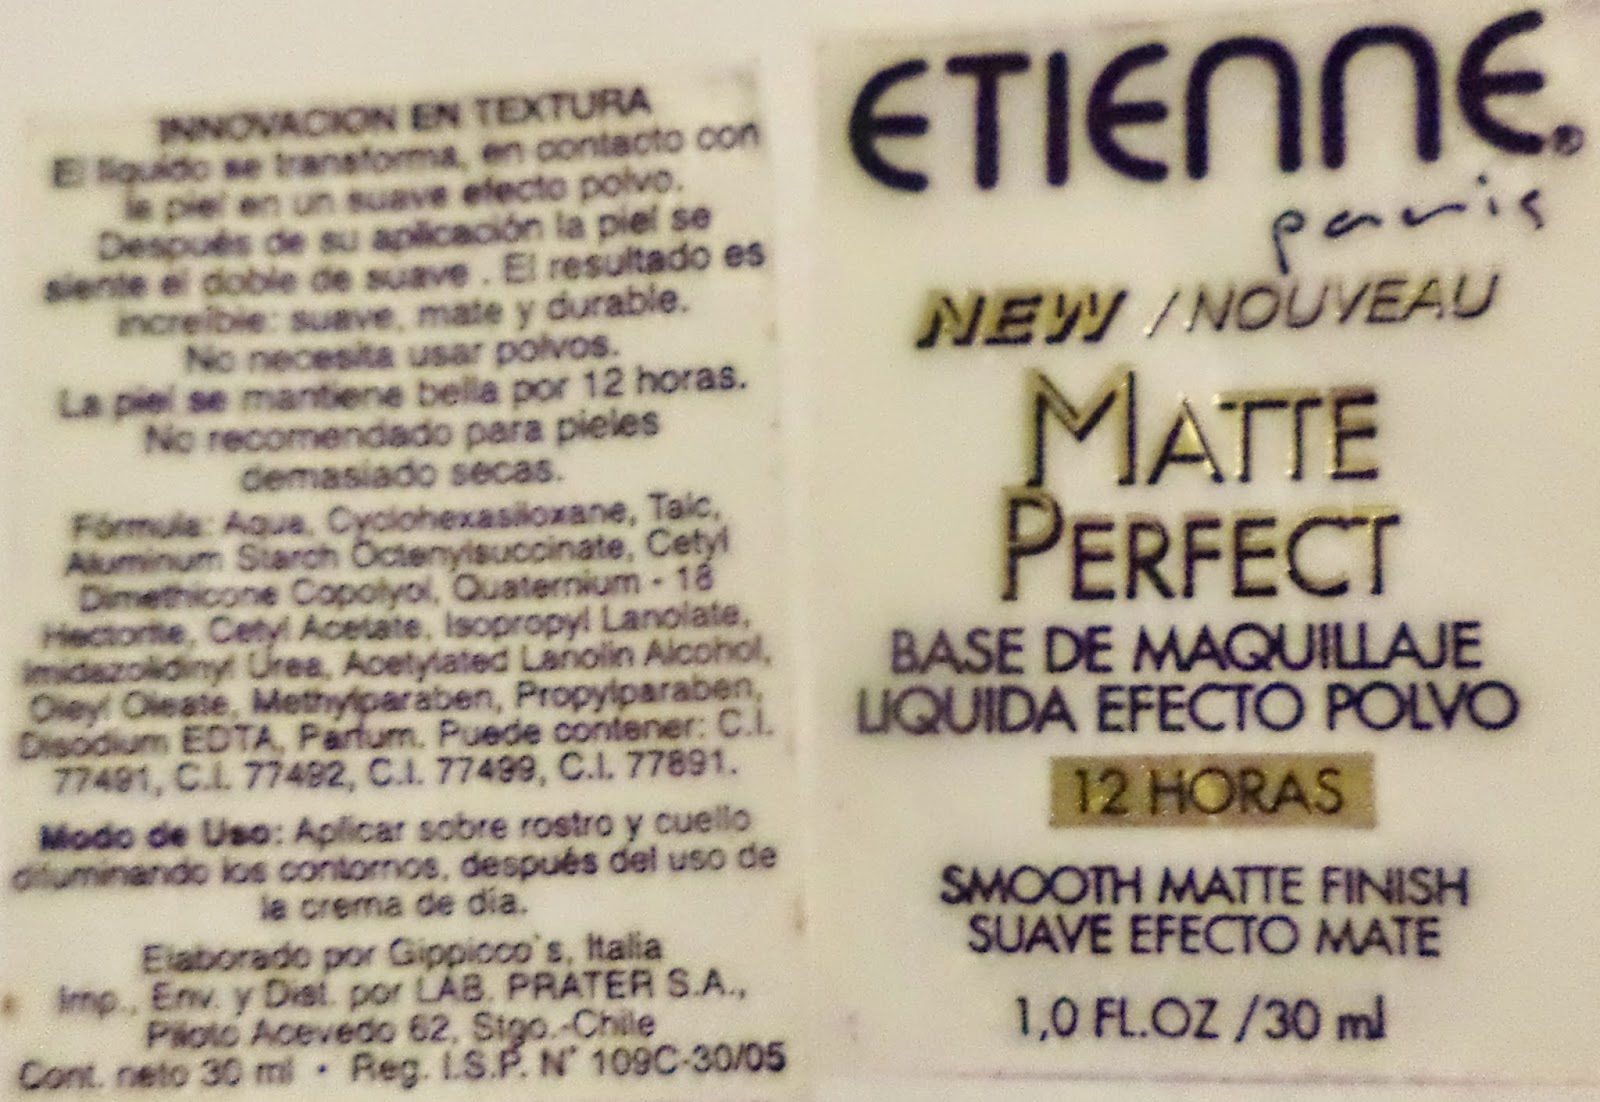 INNOVACION EN TEXTURA
El líquido se transforma, en contacto con
la piel en un suave efecto polvo.
Después de su aplicación la piel se
siente el doble de suave . El resultado es
increíble: suave, mate y durable.
No necesita usar polvos.
La piel se mantiene bella por 12 horas.
No recomendado para pieles
demasiado secas.
Fórmula: Aqua, Cyclohexasiloxane, Talc,
Aluminum Starch Octenylsuccinate, Cetyl
Dimethicone Copolyol, Quaternium - 18
Hectorite, Cetyl Acetate, Isopropyl Lanolate,
Imidazolidinyl Urea, Acetylated Lanolin Alcohol,
Oleyl Oleate, Methylparaben, Propylparaben,
Disodium EDTA, Parfum. Puede contener: C.I.
77491, C.I. 77492, C.I. 77499, C.I. 77891.
Modo de Uso: Aplicar sobre rostro y cuello
difuminando los contornos, después del uso de
la crema de día.
Elaborado por Gippicco`s, Italia
Imp., Env. y Dist. por LAB. PRATER S.A.,
Piloto Acevedo 62, Stgo.-Chile
Cont. neto 30 ml • Reg. I.S.P. N° 109C-30/05
ETIENNE®
paris
NEW / NOUVEAU
MATTE
PERFECT
BASE DE MAQUILLAJE
LIQUIDA EFECTO POLVO
12 HORAS
SMOOTH MATTE FINISH
SUAVE EFECTO MATE
1,0 FL.OZ /30 ml